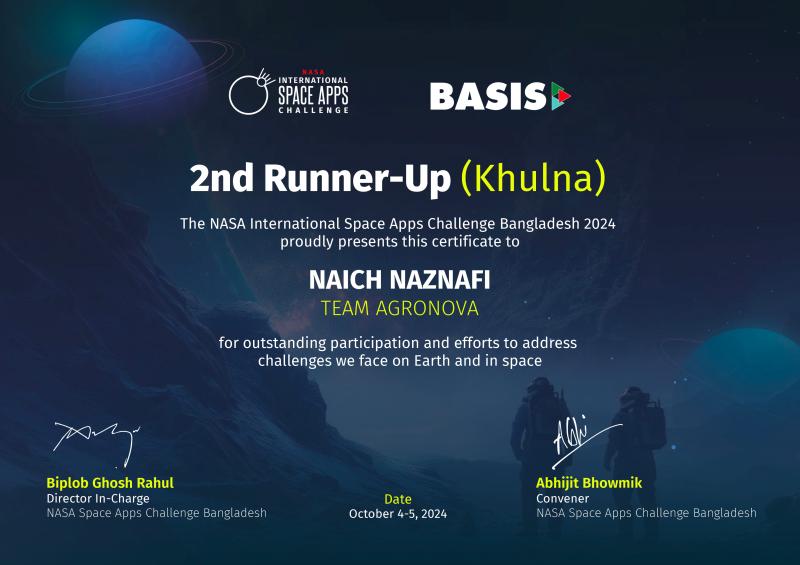 NASA
INTERNATIONAL
SPACE APPS
CHALLENGE
BASIS
2nd Runner-Up (Khulna)
The NASA International Space Apps Challenge Bangladesh 2024
proudly presents this certificate to
NAICH NAZNAFI
TEAM AGRONOVA
for outstanding participation and efforts to address
challenges we face on Earth and in space
Abhi
Biplob Ghosh Rahul
Director In-Charge
NASA Space Apps Challenge Bangladesh
Date
October 4-5, 2024
Abhijit Bhowmik
Convener
NASA Space Apps Challenge Bangladesh